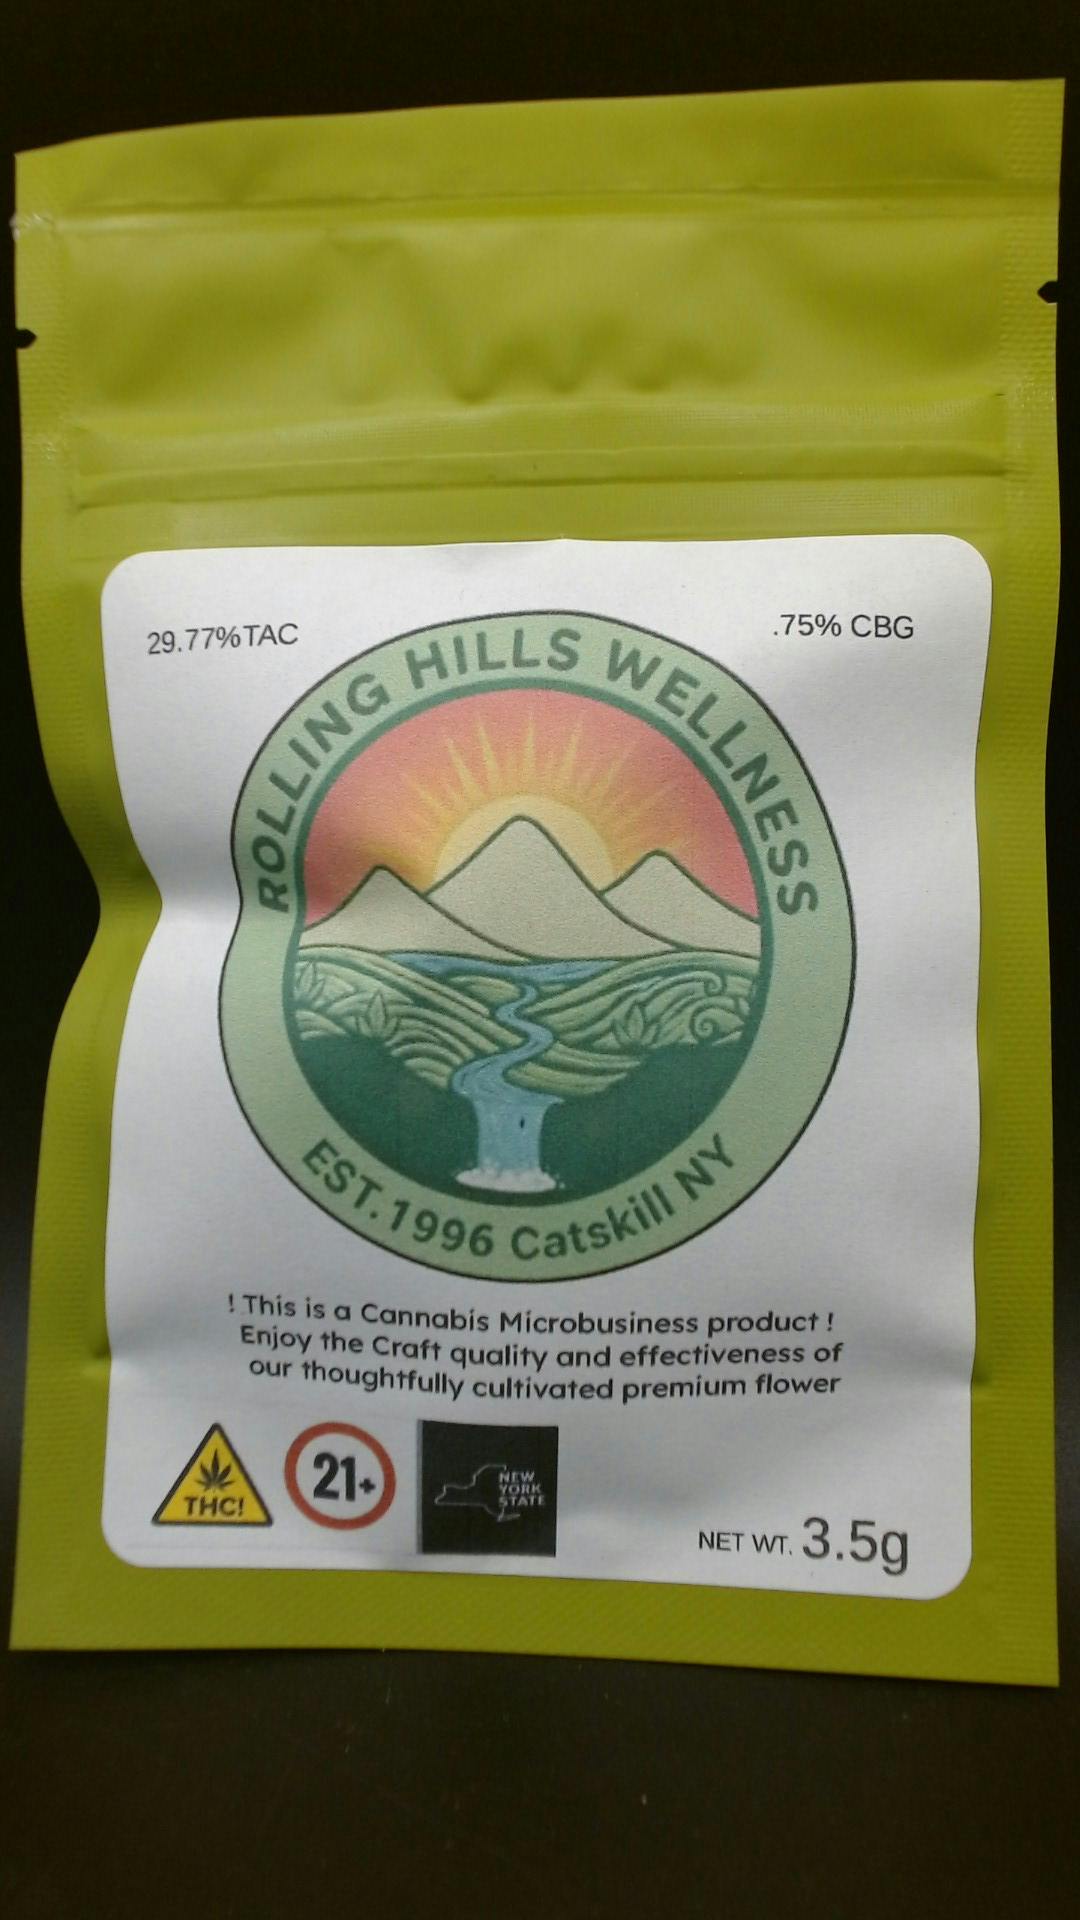 29.77%TAC
.75% CBG
ROLLING HILLS WELLNESS
EST.1996 Catskill NY
! This is a Cannabis Microbusiness product !
Enjoy the Craft quality and effectiveness of
our thoughtfully cultivated premium flower
THC!
21+
NEW
YORK
STATE
NET WT. 3.5g